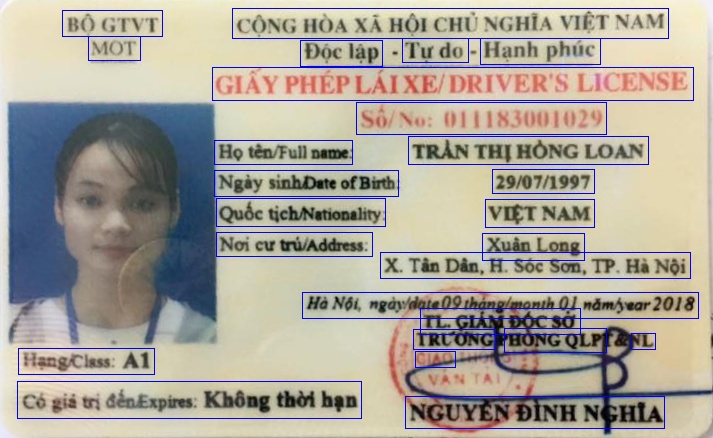 BỘ GTVT
MOT
CỘNG HÒA XÃ HỘI CHỦ NGHĨA VIỆT NAM
Độc lập - Tự do - Hạnh phúc
GIẤY PHÉP LÁI XE/ DRIVER'S LICENSE
Số/No: 011183001029
Họ tên/Full name: TRẦN THỊ HỒNG LOAN
Ngày sinh/Date of Birth: 29/07/1997
Quốc tịch/Nationality: VIỆT NAM
Nơi cư trú/Address: Xuân Long
X. Tân Dân, H. Sóc Sơn, TP. Hà Nội
Hà Nội, ngày/date 09 tháng/month 01 năm/year 2018
TL. GIÁM ĐỐC SỞ
TRƯỞNG PHÒNG QLPT&NL
GIAO THÔNG
VẬN TẢI
Hạng/Class: A1
Có giá trị đến/Expires: Không thời hạn
NGUYỄN ĐÌNH NGHĨA